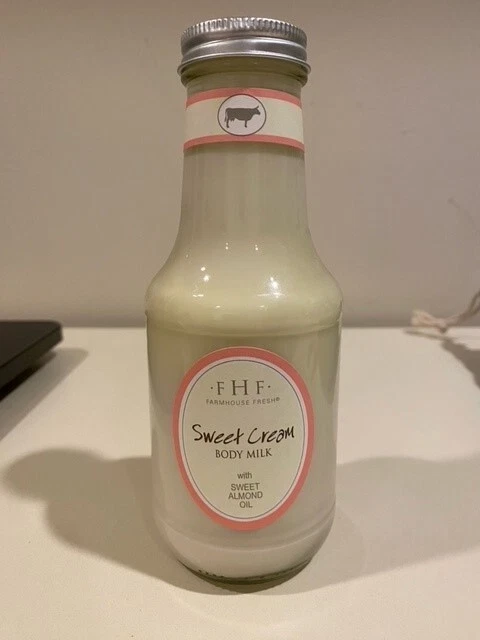 ·FHF·
FARMHOUSE FRESH®
Sweet Cream
BODY MILK
with
SWEET
ALMOND
OIL